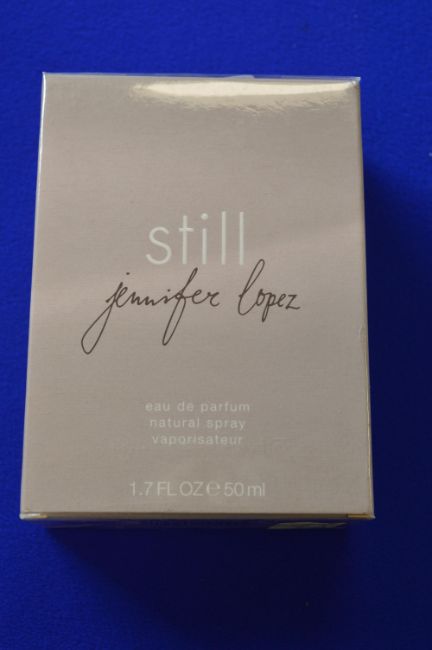 still
jennifer lopez
eau de parfum
natural spray
vaporisateur
1.7 FL OZ ℮ 50 ml